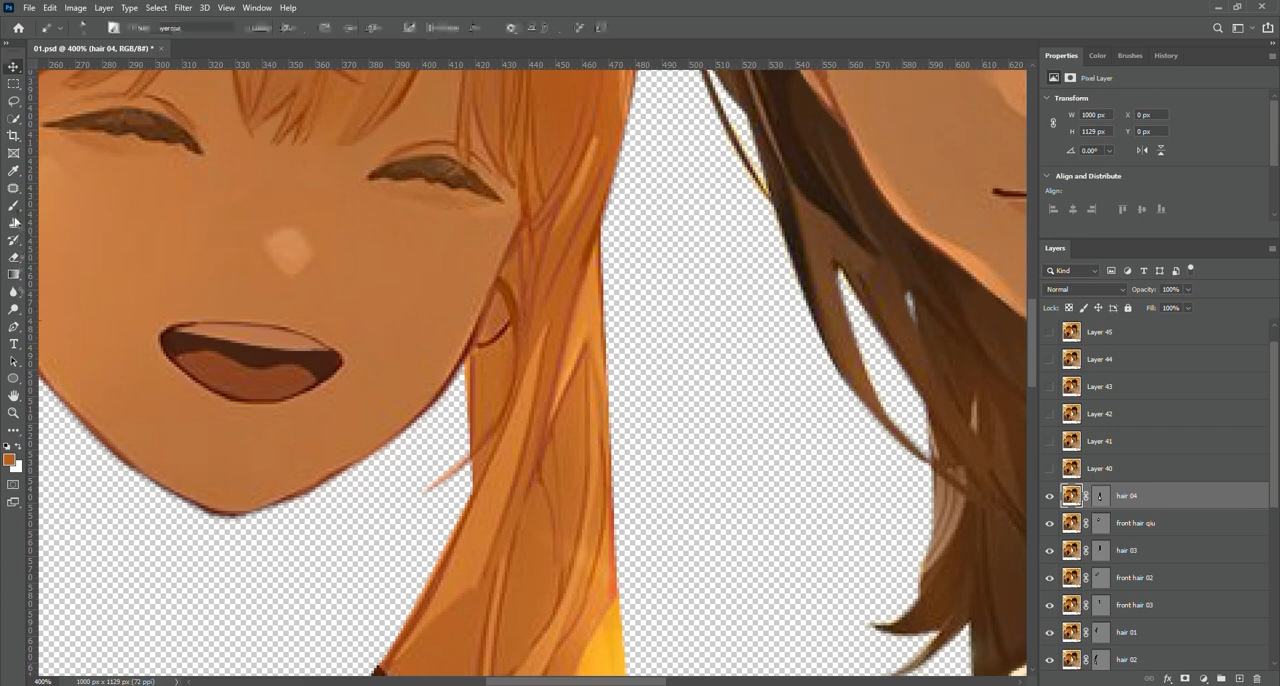 Ps File Edit Image Layer Type Select Filter 3D View Window Help
01.psd @ 400% (hair 04, RGB/8#) * ×
260 270 280 290 300 310 320 330 340 350 360 370 380 390 400 410 420 430 440 450 460 470 480 490 500 510 520 530 540 550 560 570 580 590 600 610 620
Properties Color Brushes History
Pixel Layer
Transform
W 1000 px X 0 px
H 1129 px Y 0 px
0.00°
Align and Distribute
Align:
Layers
Kind
Normal Opacity: 100%
Lock: Fill: 100%
Layer 45
Layer 44
Layer 43
Layer 42
Layer 41
Layer 40
hair 04
front hair qiu
hair 03
front hair 02
front hair 03
hair 01
hair 02
400% 1000 px x 1129 px (72 ppi)